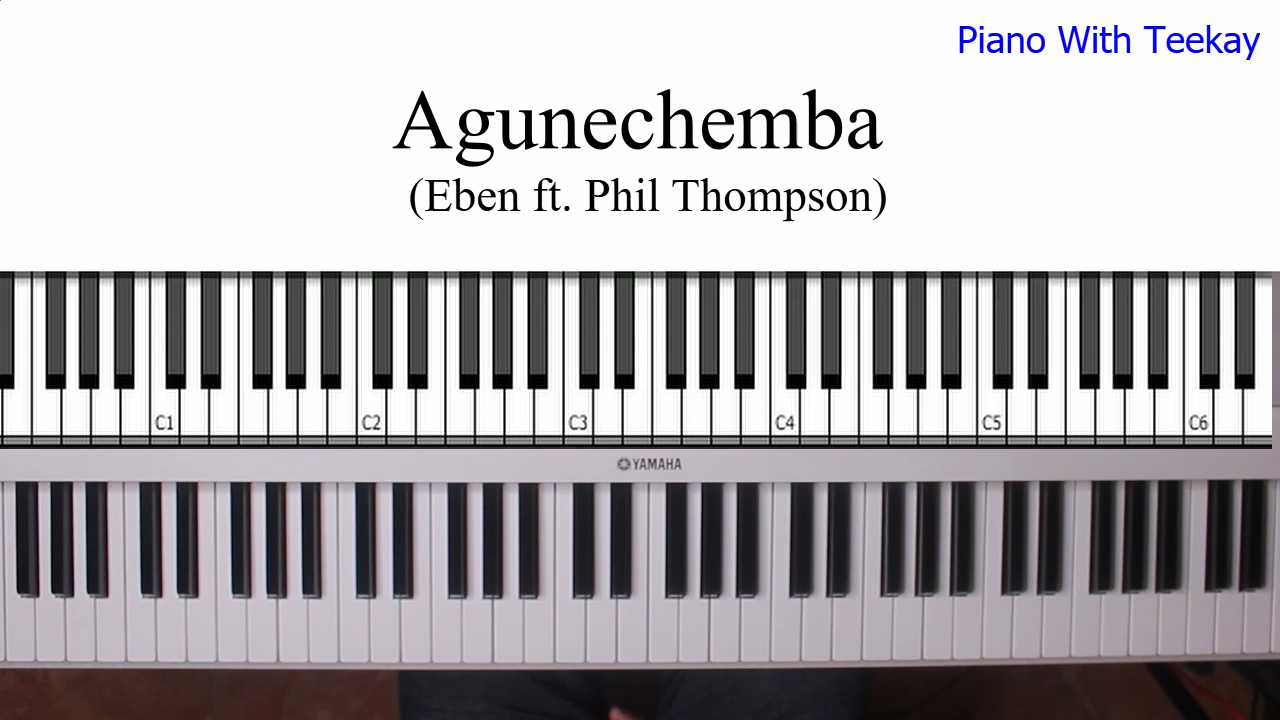 Piano With Teekay
Agunechemba
(Eben ft. Phil Thompson)
C1 C2 C3 C4 C5 C6
YAMAHA